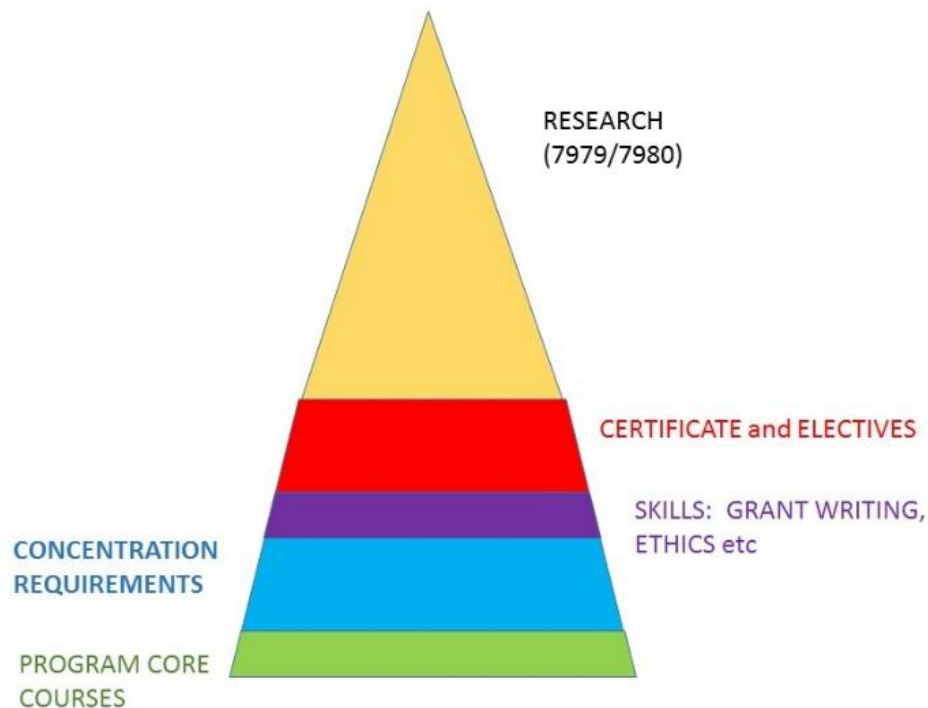 RESEARCH
(7979/7980)
CERTIFICATE and ELECTIVES
SKILLS:  GRANT WRITING,
ETHICS etc
CONCENTRATION
REQUIREMENTS
PROGRAM CORE
COURSES